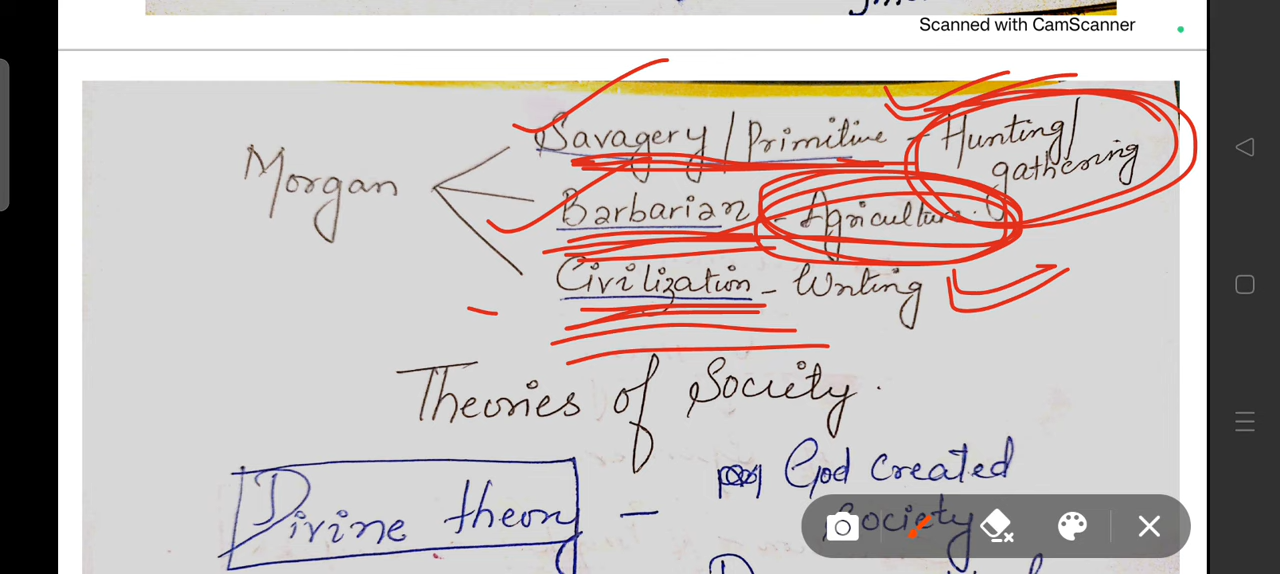 Scanned with CamScanner
Savagery / Primitive - Hunting/
gathering
Morgan
Barbarian - Agriculture.
Civilization - Writing
Theories of Society.
Divine theory - God created
Society